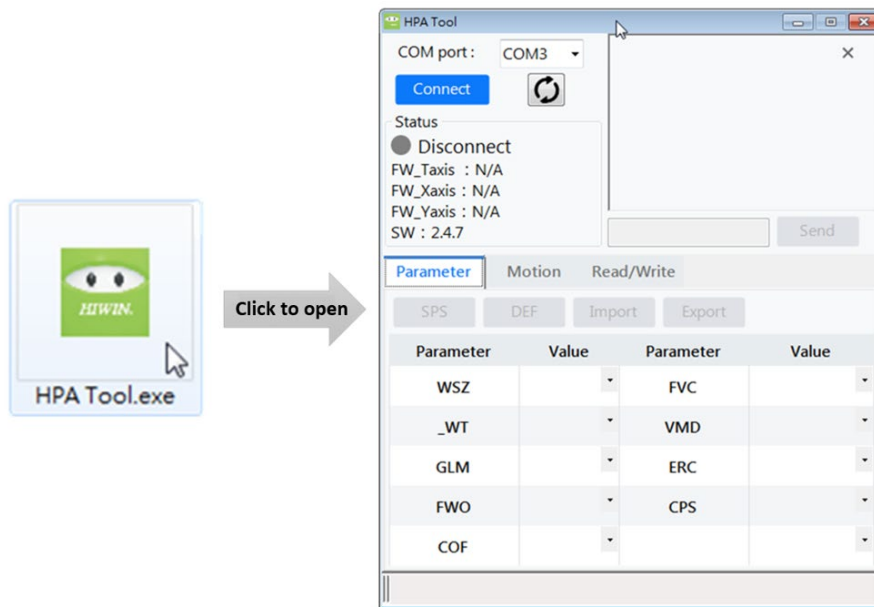 HIWIN.
HPA Tool.exe
Click to open
HPA Tool
COM port : COM3
Connect
Status
Disconnect
FW_Taxis : N/A
FW_Xaxis : N/A
FW_Yaxis : N/A
SW : 2.4.7
Send
Parameter Motion Read/Write
SPS DEF Import Export
Parameter Value Parameter Value
WSZ FVC
_WT VMD
GLM ERC
FWO CPS
COF